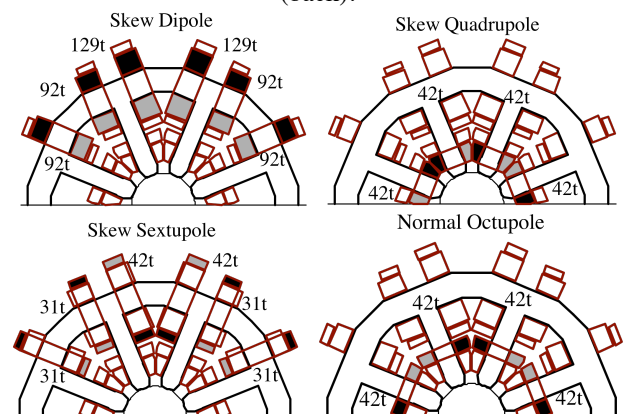 Skew Dipole
129t 129t
92t 92t
92t 92t
Skew Quadrupole
42t 42t
42t 42t
Skew Sextupole
42t 42t
31t 31t
31t 31t
Normal Octupole
42t 42t
42t 42t